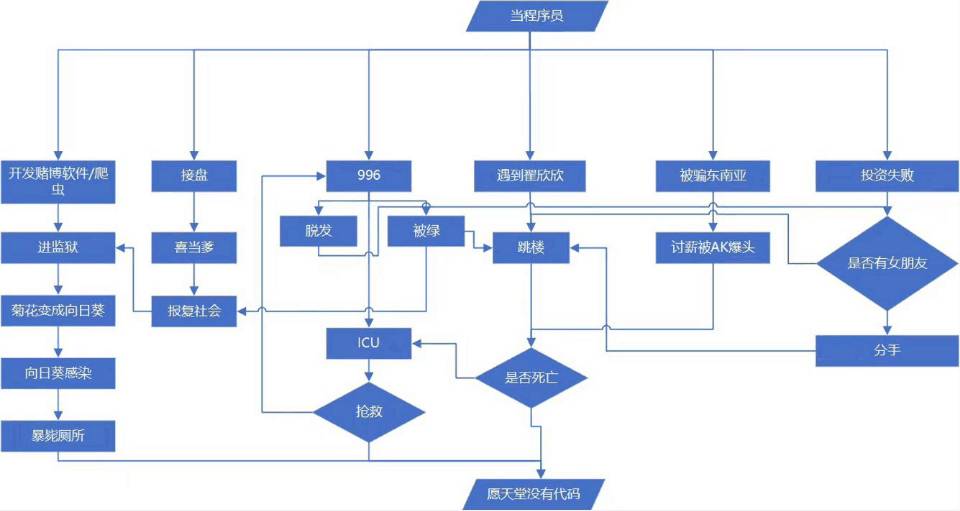 当程序员
开发赌博软件/爬
虫
接盘
996
遇到翟欣欣
被骗东南亚
投资失败
脱发
被绿
进监狱
喜当爹
跳楼
讨薪被AK爆头
是否有女朋友
菊花变成向日葵
报复社会
ICU
分手
向日葵感染
是否死亡
抢救
暴毙厕所
愿天堂没有代码